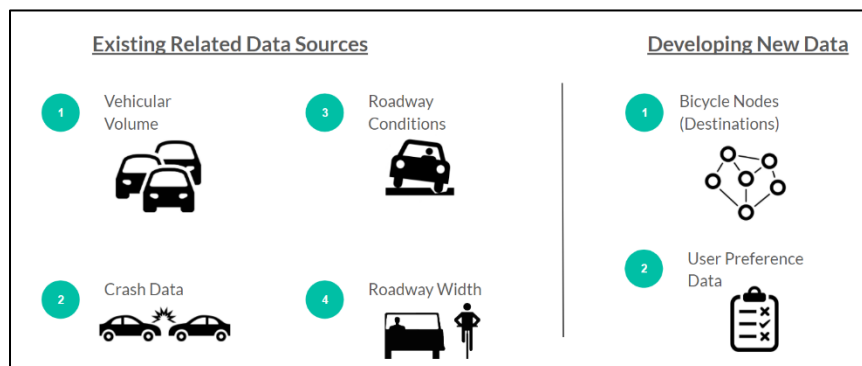 Existing Related Data Sources
1
Vehicular
Volume
2
Crash Data
3
Roadway
Conditions
4
Roadway Width
Developing New Data
1
Bicycle Nodes
(Destinations)
2
User Preference
Data